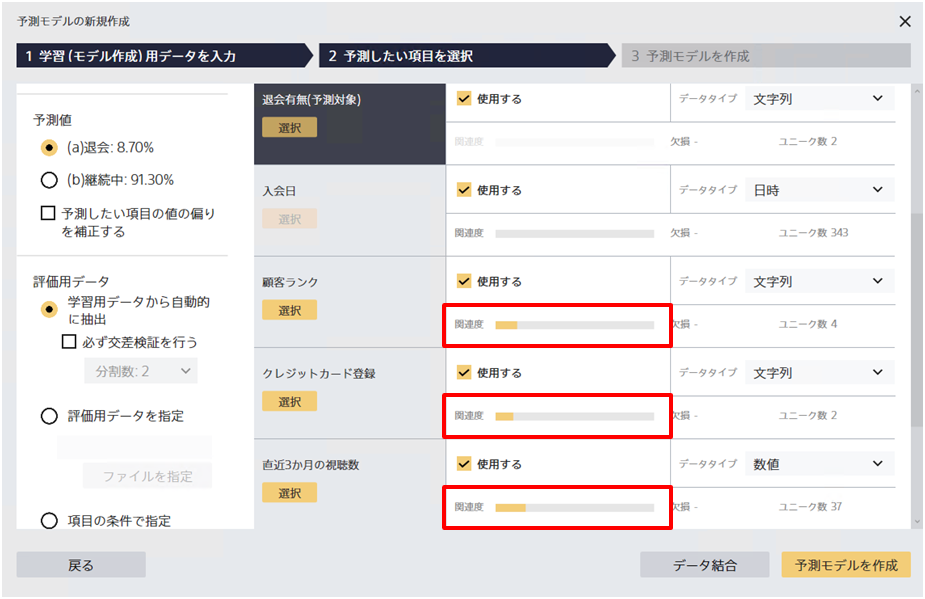 予測モデルの新規作成
1 学習 (モデル作成) 用データを入力
2 予測したい項目を選択
3 予測モデルを作成
予測値
(a)退会: 8.70%
(b)継続中: 91.30%
予測したい項目の値の偏り
を補正する
評価用データ
学習用データから自動的
に抽出
必ず交差検証を行う
分割数: 2
評価用データを指定
ファイルを指定
項目の条件で指定
退会有無(予測対象)
選択
使用する
データタイプ 文字列
関連度
欠損 -
ユニーク数 2
入会日
選択
使用する
データタイプ 日時
関連度
欠損 -
ユニーク数 343
顧客ランク
選択
使用する
データタイプ 文字列
関連度
欠損 -
ユニーク数 4
クレジットカード登録
選択
使用する
データタイプ 文字列
関連度
欠損 -
ユニーク数 2
直近3か月の視聴数
選択
使用する
データタイプ 数値
関連度
欠損 -
ユニーク数 37
戻る
データ結合
予測モデルを作成